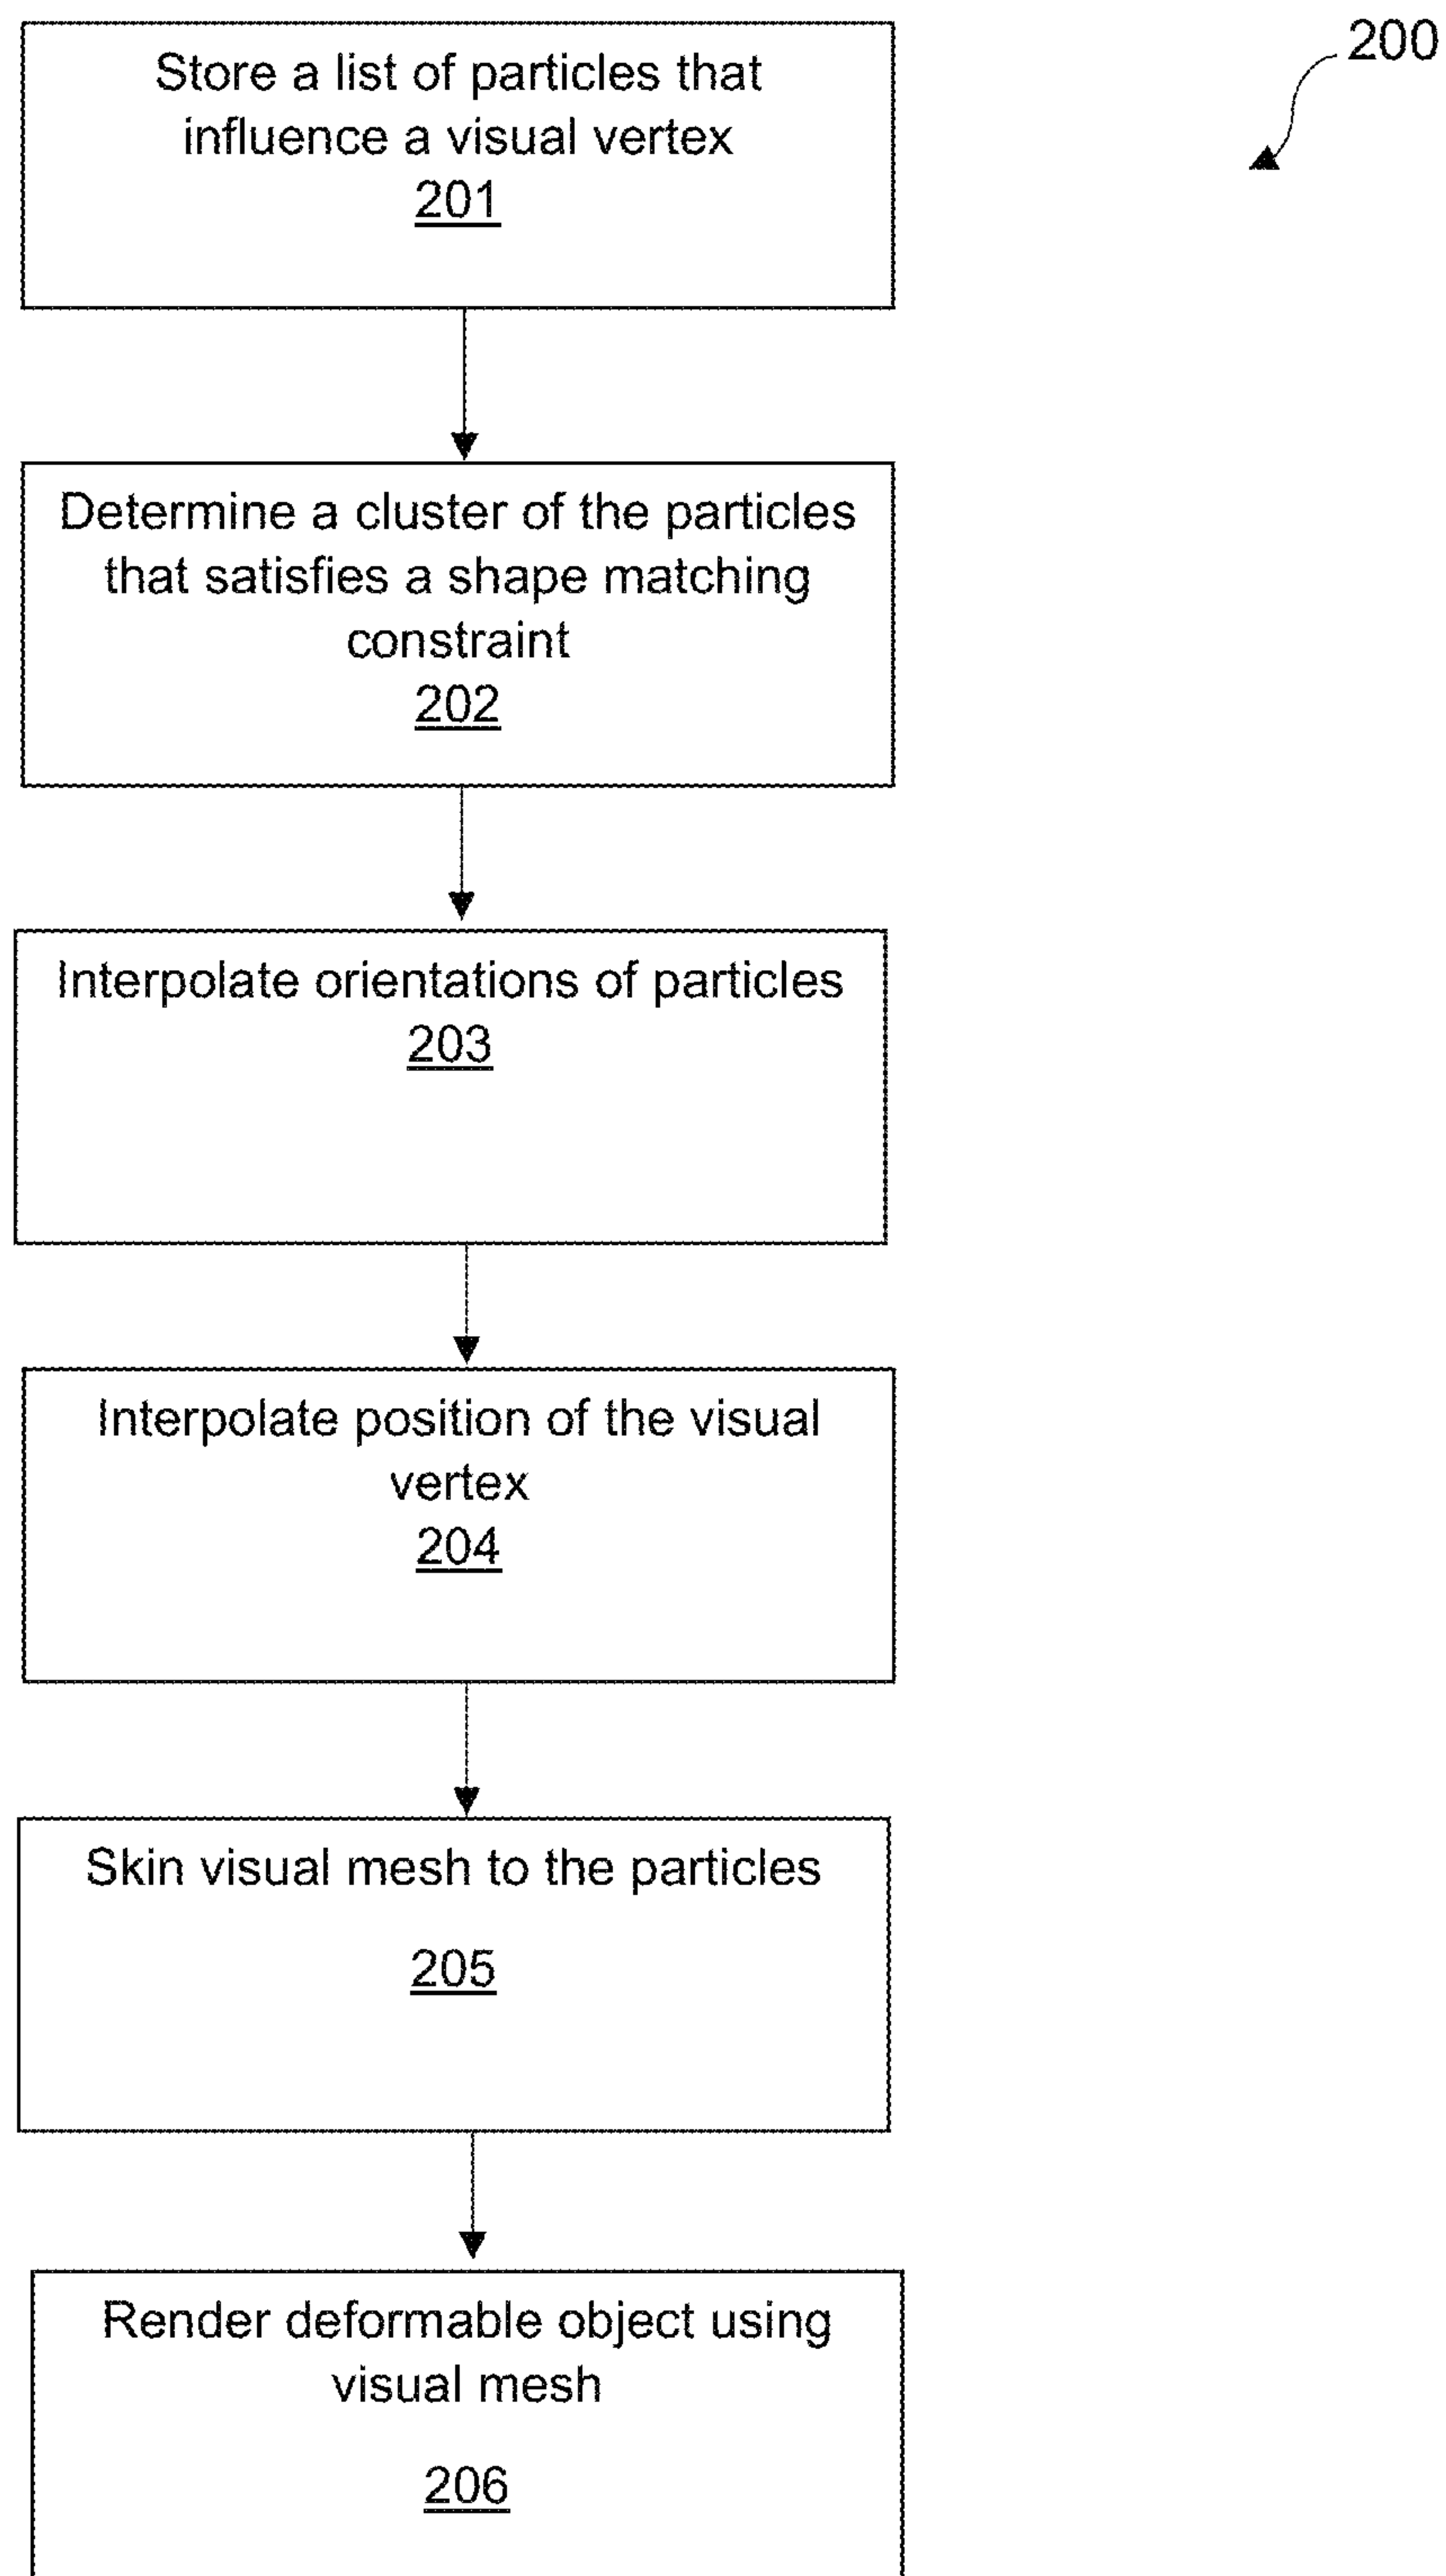 200
Store a list of particles that
influence a visual vertex
201
Determine a cluster of the particles
that satisfies a shape matching
constraint
202
Interpolate orientations of particles
203
Interpolate position of the visual
vertex
204
Skin visual mesh to the particles
205
Render deformable object using
visual mesh
206